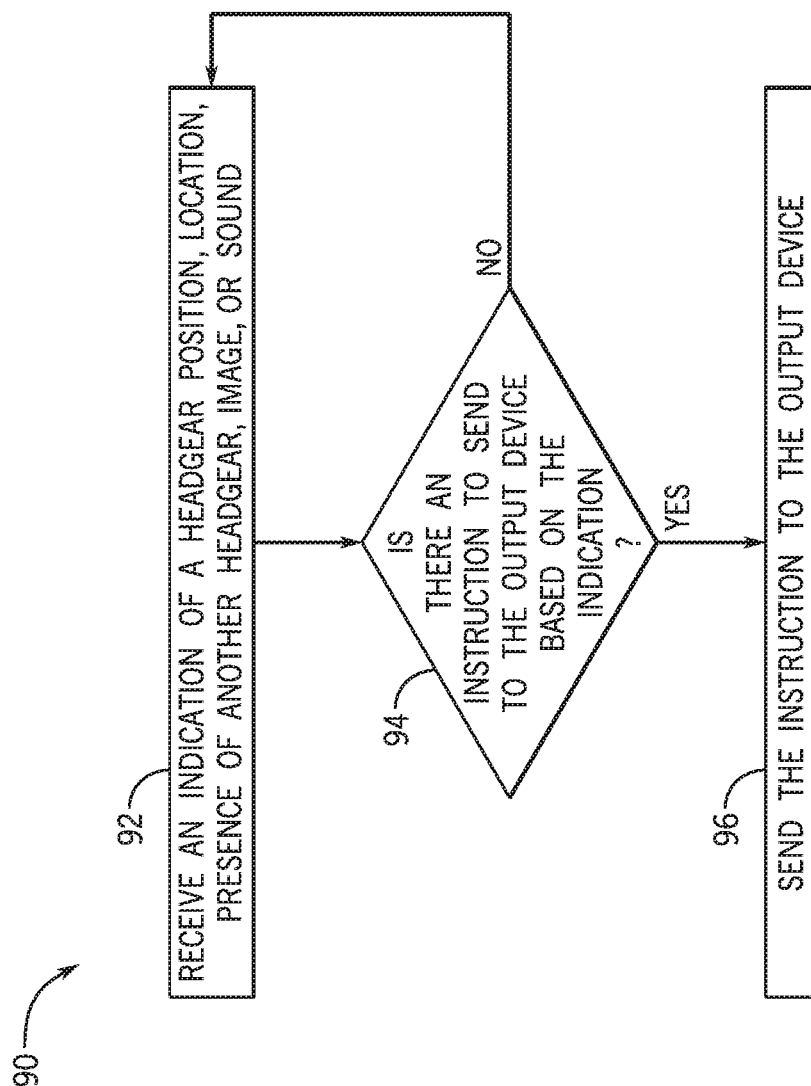 90
92
RECEIVE AN INDICATION OF A HEADGEAR POSITION, LOCATION,
PRESENCE OF ANOTHER HEADGEAR, IMAGE, OR SOUND
94
IS
THERE AN
INSTRUCTION TO SEND
TO THE OUTPUT DEVICE
BASED ON THE
INDICATION
?
NO
YES
96
SEND THE INSTRUCTION TO THE OUTPUT DEVICE